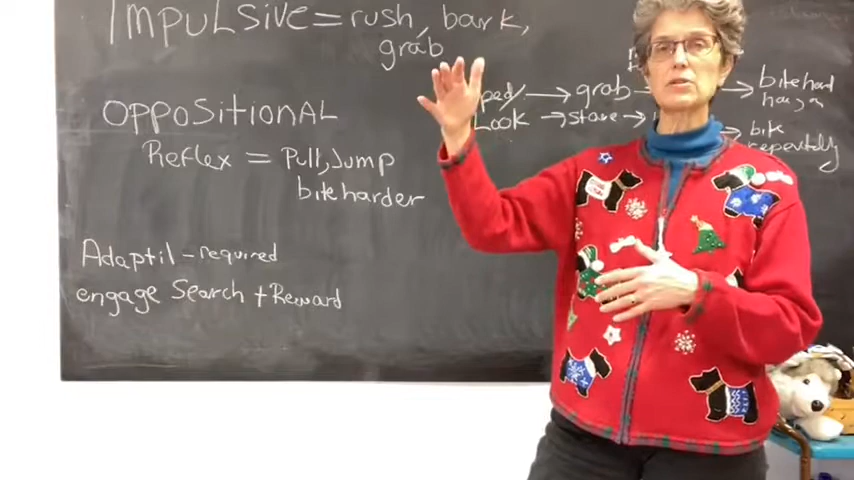 IMPULSIVE = rush, bark,
grab
OPPOSitiONAL
Reflex = Pull, Jump
bite harder
Adaptil - required
engage Search + Reward
ped/ → grab → bite hard
Look → stare → bite
repeatedly